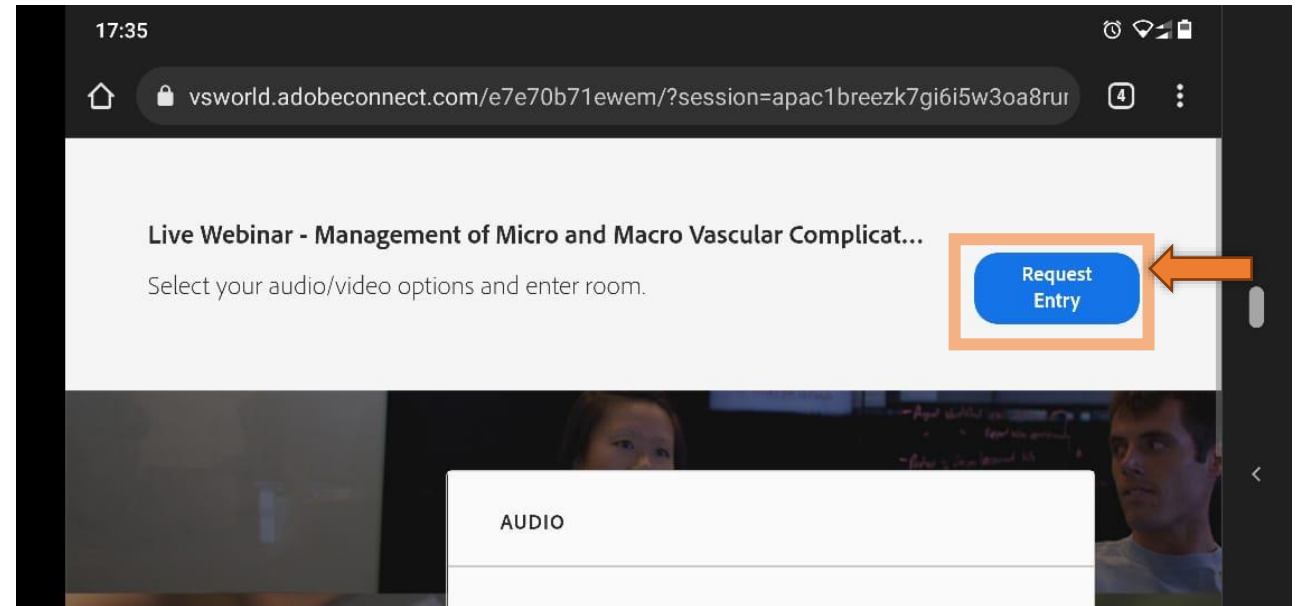 17:35
vsworld.adobeconnect.com/e7e70b71ewem/?session=apac1breezk7gi6i5w3oa8rur
4
Live Webinar - Management of Micro and Macro Vascular Complicat...
Select your audio/video options and enter room.
Request
Entry
AUDIO